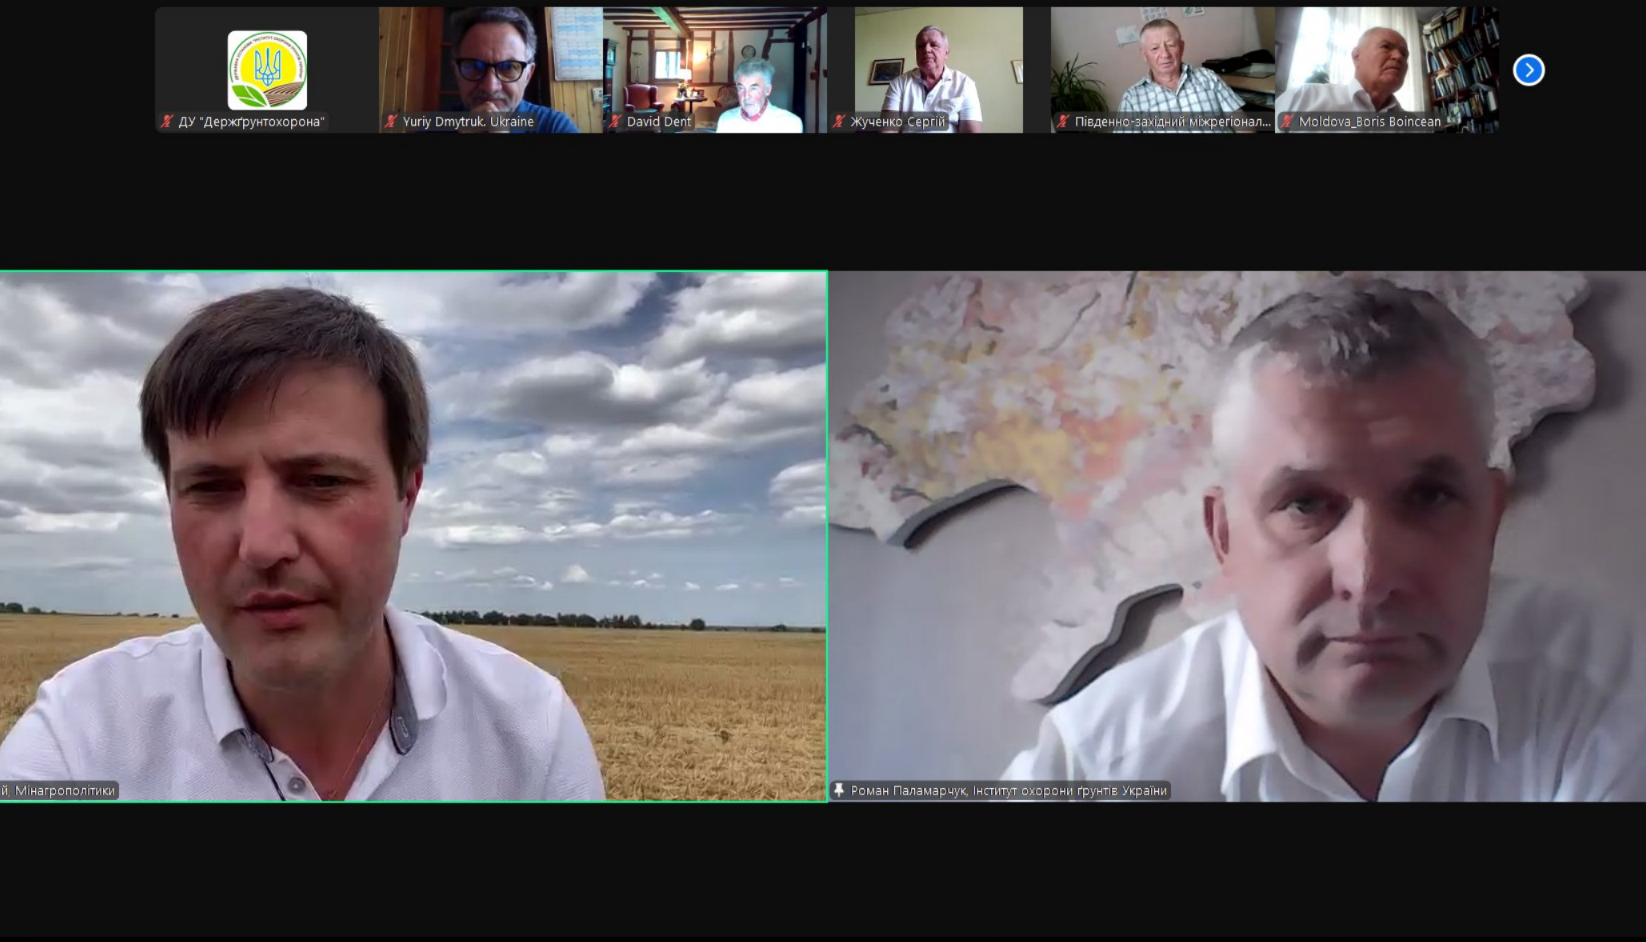 ДУ "Держґрунтохорона"
Yuriy Dmytruk. Ukraine
David Dent
Жученко Сергій
Південно-західний міжрегіонал...
Moldova_Boris Boincean
й, Мінагрополітики
Роман Паламарчук, Інститут охорони ґрунтів України